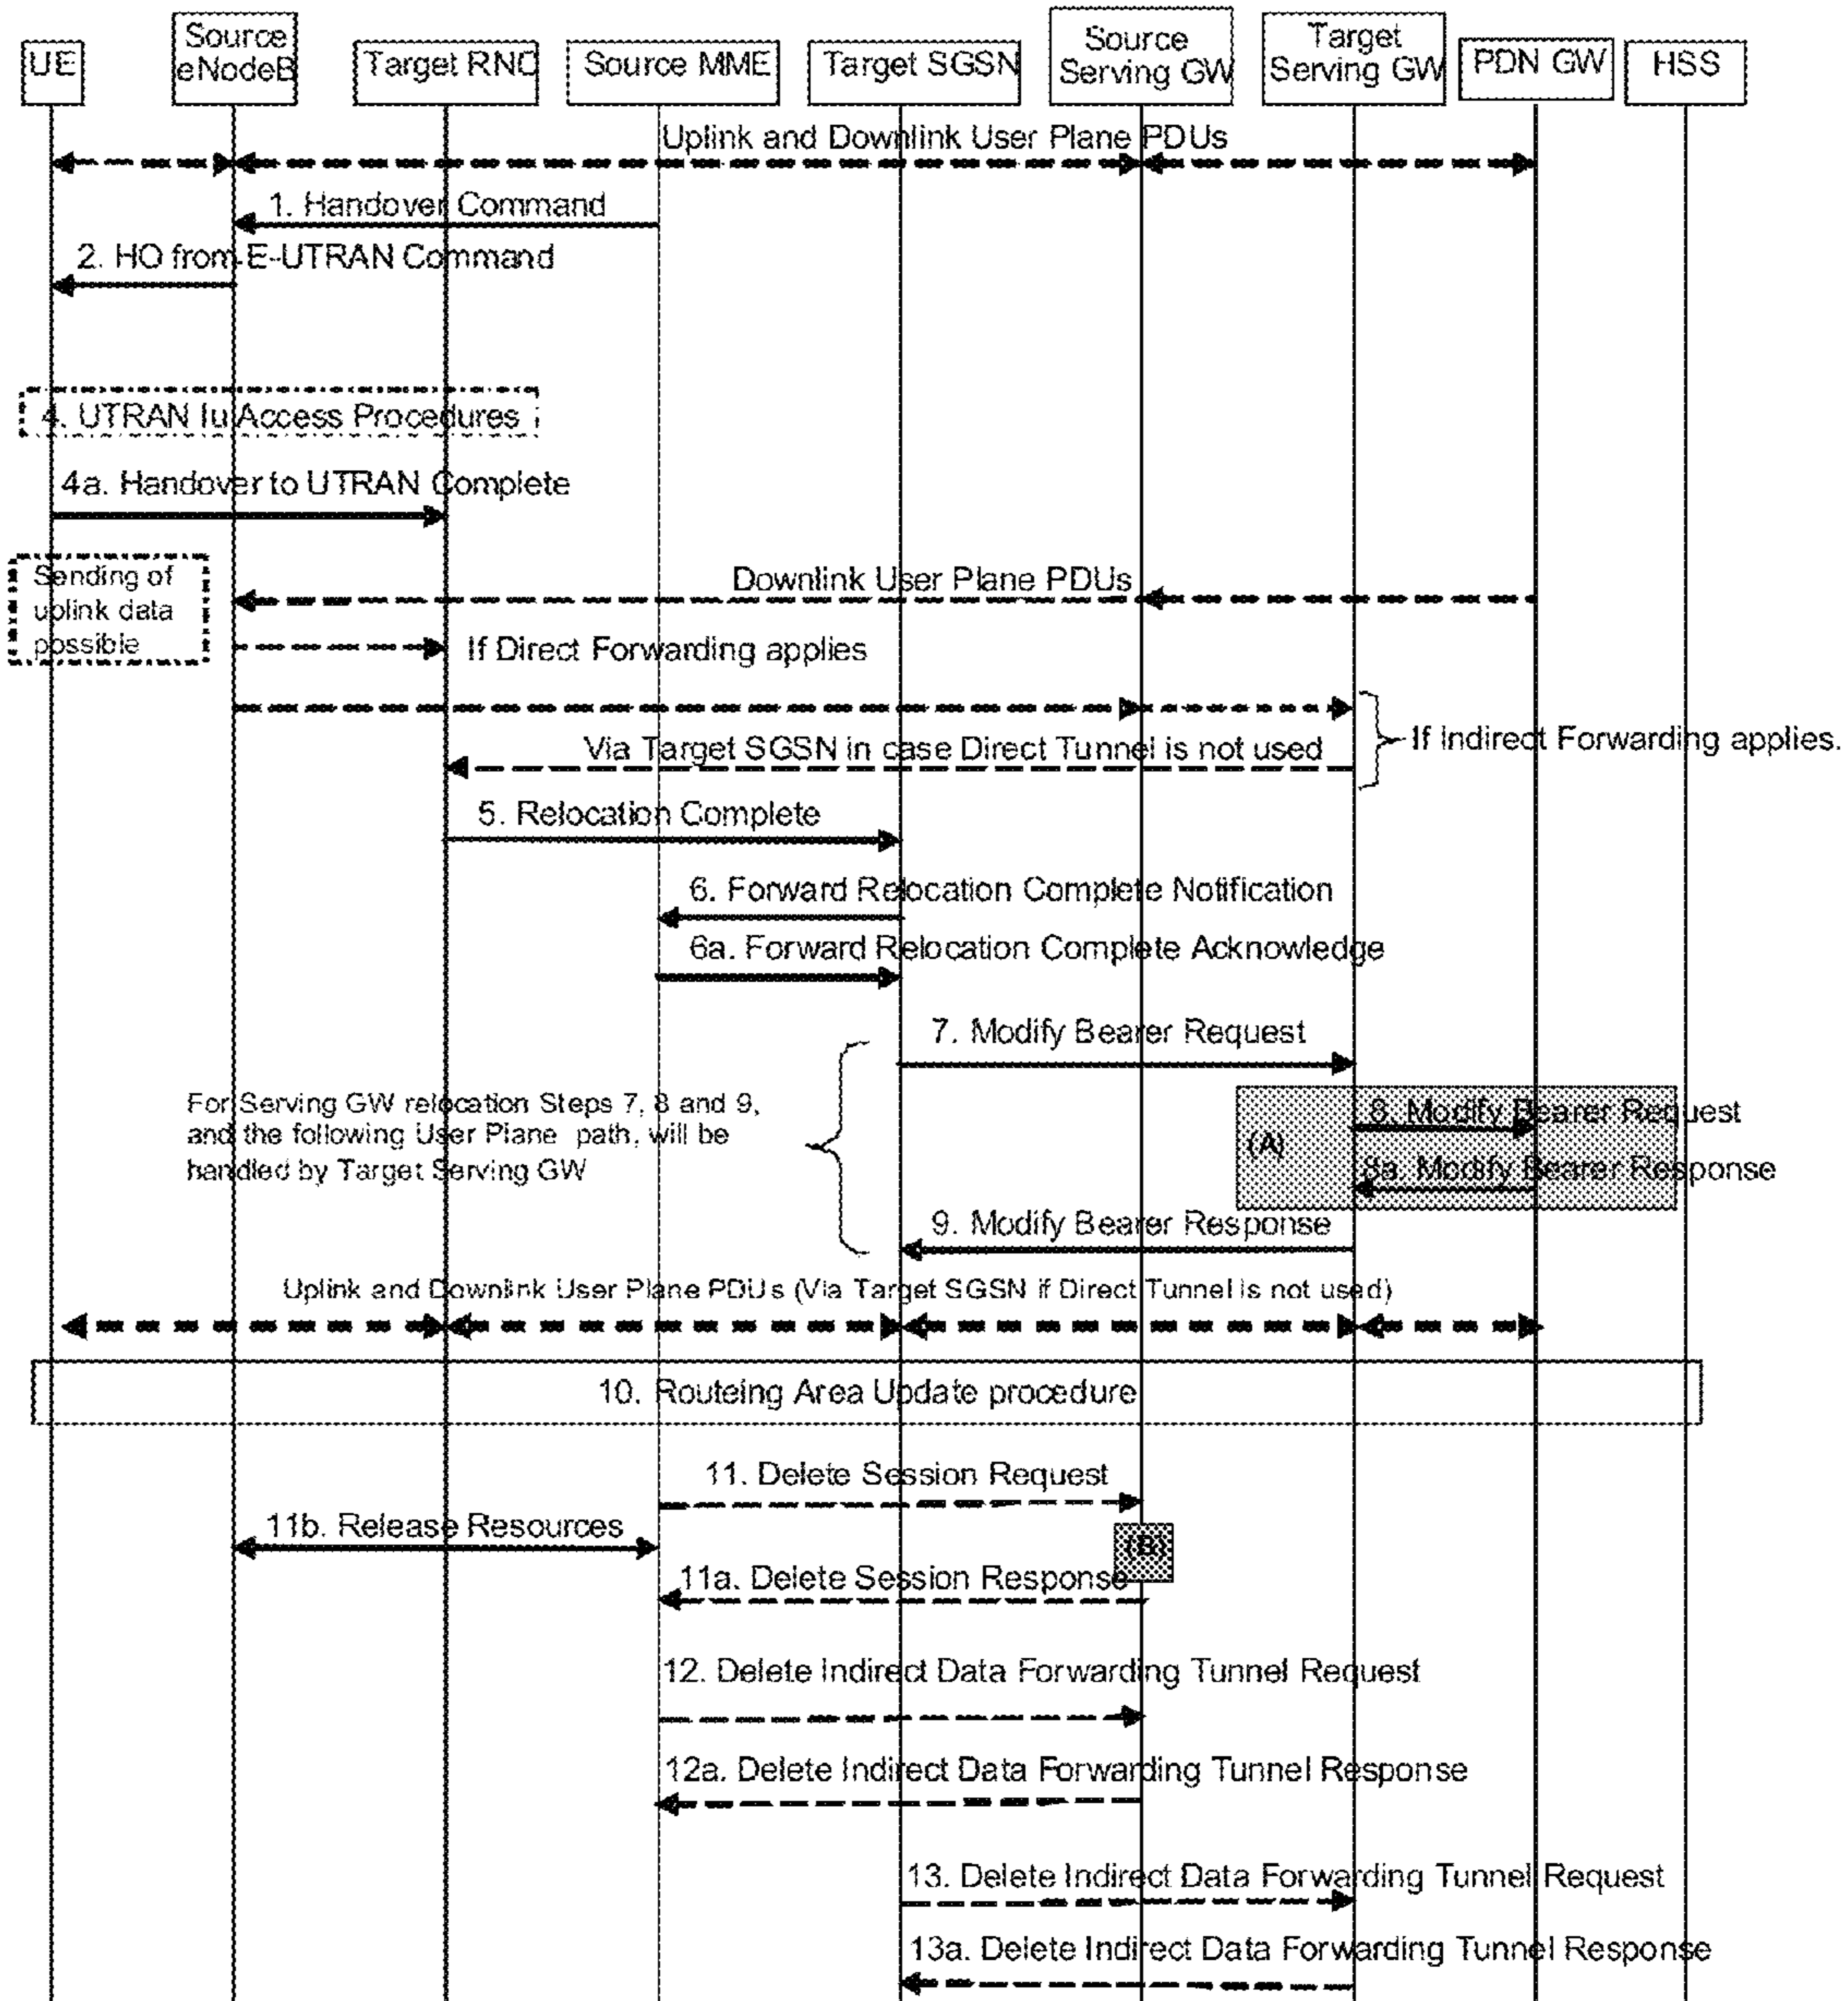 UE
Source
eNodeB
Target RNC
Source MME
Target SGSN
Source
Serving GW
Target
Serving GW
PDN GW
HSS
Uplink and Downlink User Plane PDUs
1. Handover Command
2. HO from E-UTRAN Command
4. UTRAN Iu Access Procedures
4a. Handover to UTRAN Complete
Sending of
uplink data
possible
Downlink User Plane PDUs
If Direct Forwarding applies
Via Target SGSN in case Direct Tunnel is not used
If Indirect Forwarding applies.
5. Relocation Complete
6. Forward Relocation Complete Notification
6a. Forward Relocation Complete Acknowledge
7. Modify Bearer Request
For Serving GW relocation Steps 7, 8 and 9,
and the following User Plane path, will be
handled by Target Serving GW
(A)
8. Modify Bearer Request
8a. Modify Bearer Response
9. Modify Bearer Response
Uplink and Downlink User Plane PDUs (Via Target SGSN if Direct Tunnel is not used)
10. Routeing Area Update procedure
11. Delete Session Request
11b. Release Resources
(B)
11a. Delete Session Response
12. Delete Indirect Data Forwarding Tunnel Request
12a. Delete Indirect Data Forwarding Tunnel Response
13. Delete Indirect Data Forwarding Tunnel Request
13a. Delete Indirect Data Forwarding Tunnel Response